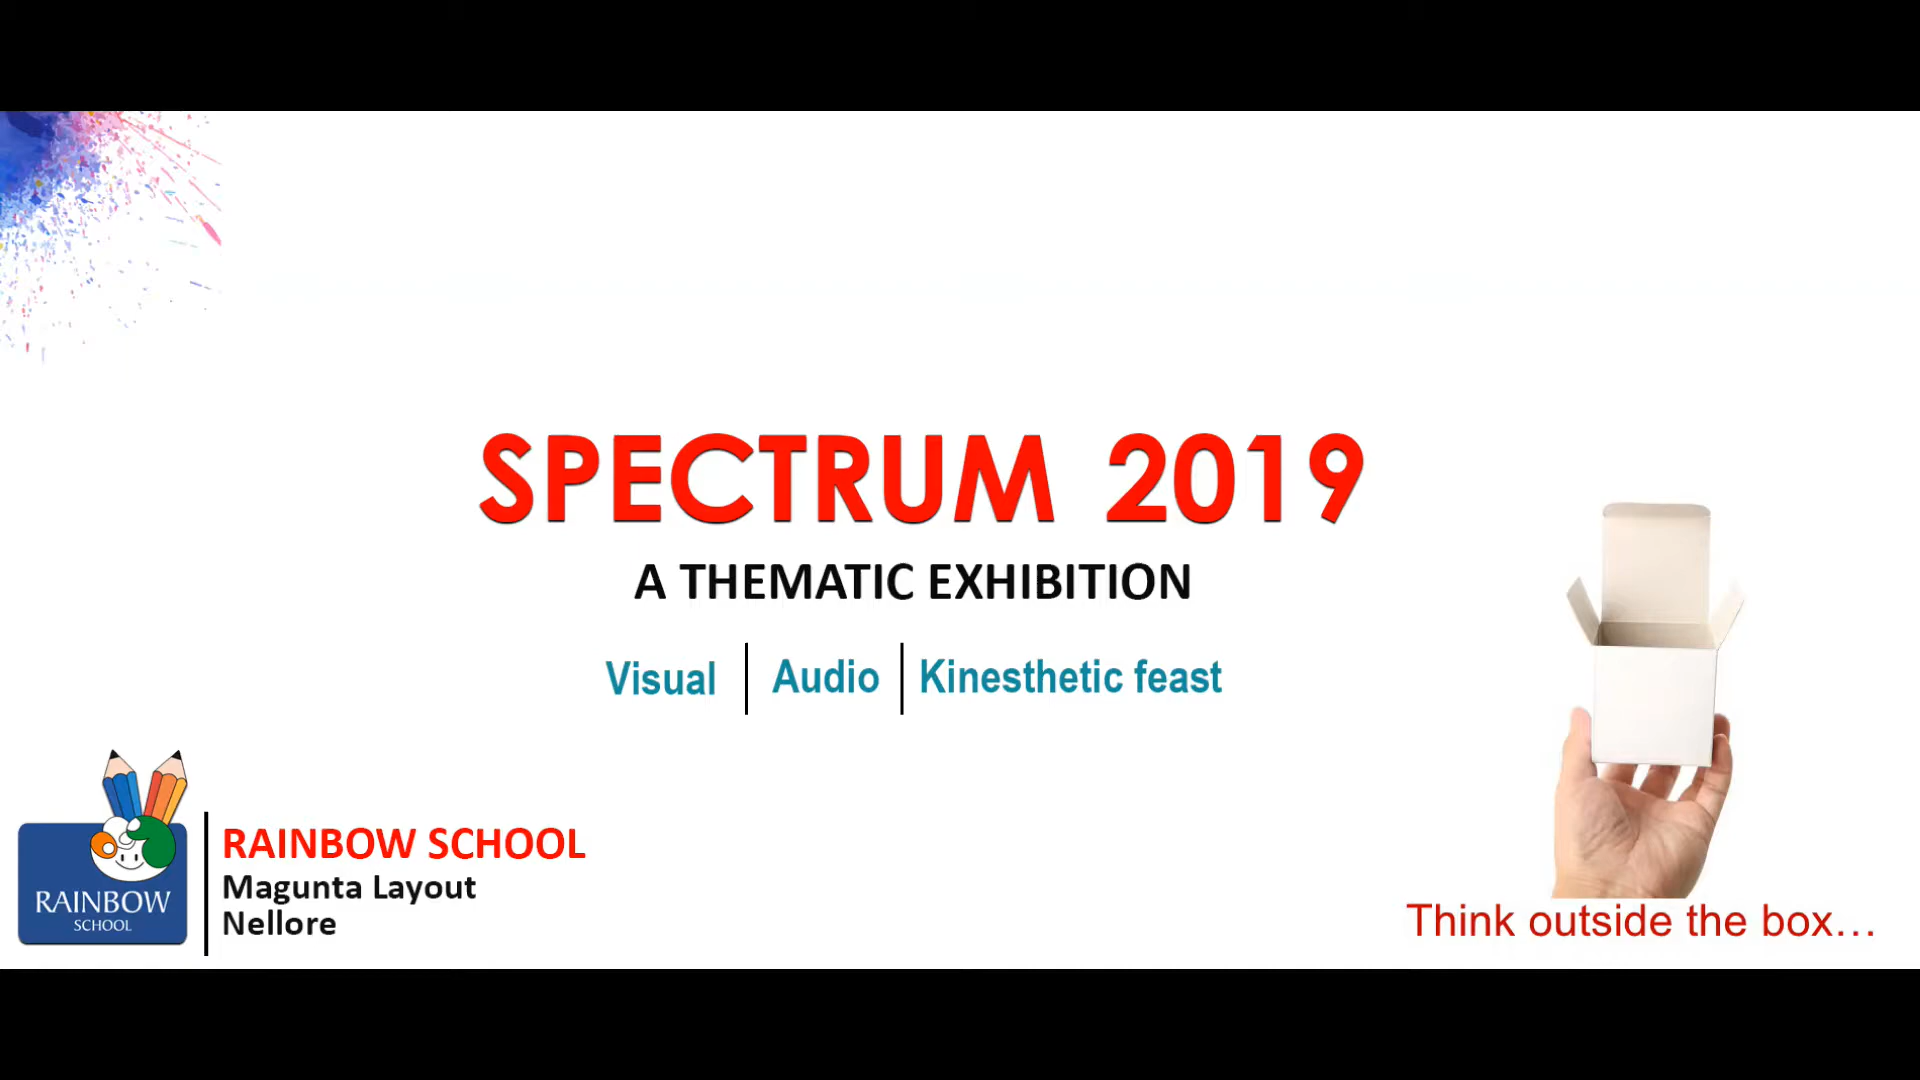 SPECTRUM 2019
A THEMATIC EXHIBITION
Visual | Audio | Kinesthetic feast
RAINBOW
SCHOOL
RAINBOW SCHOOL
Magunta Layout
Nellore
Think outside the box...